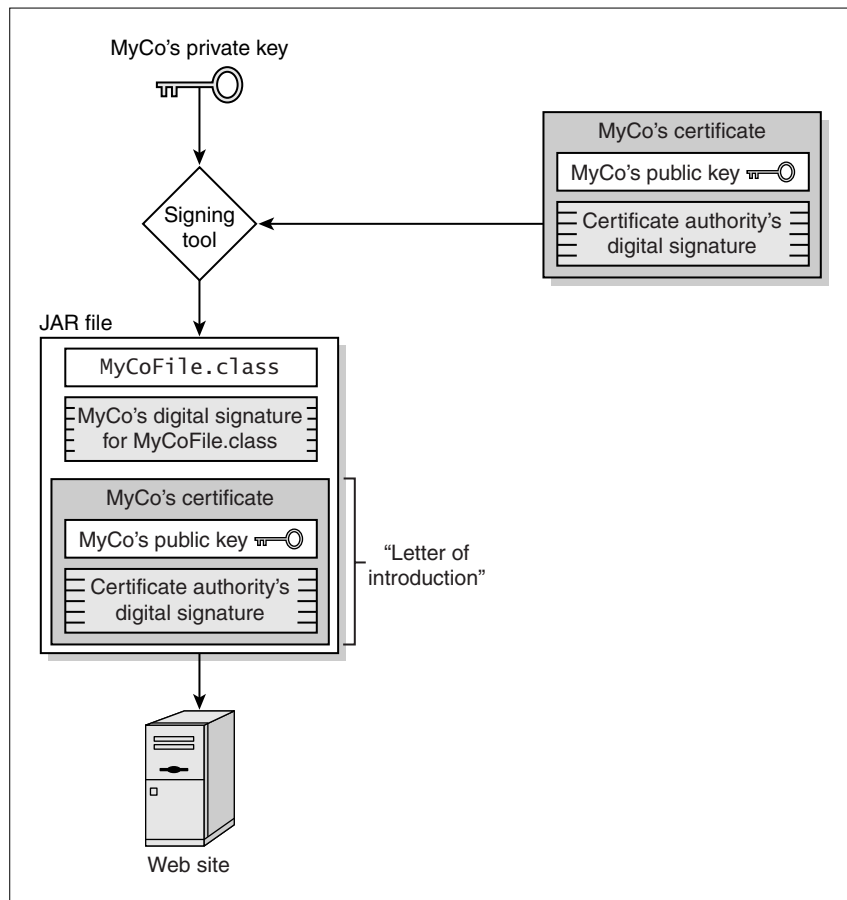 MyCo’s private key
MyCo’s certificate
MyCo’s public key
Certificate authority’s
digital signature
Signing
tool
JAR file
MyCoFile.class
MyCo’s digital signature
for MyCoFile.class
MyCo’s certificate
MyCo’s public key
Certificate authority’s
digital signature
“Letter of
introduction”
Web site